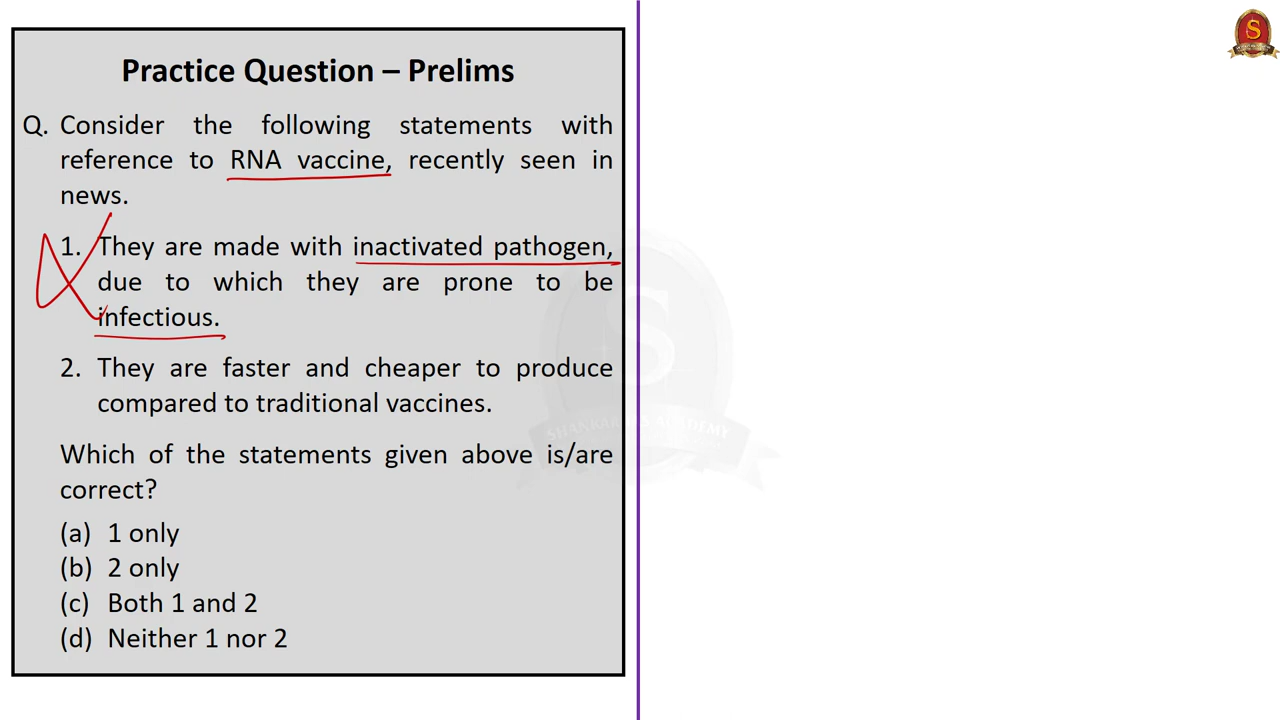 Practice Question – Prelims
Q. Consider the following statements with
reference to RNA vaccine, recently seen in
news.
1. They are made with inactivated pathogen,
due to which they are prone to be
infectious.
2. They are faster and cheaper to produce
compared to traditional vaccines.
Which of the statements given above is/are
correct?
(a) 1 only
(b) 2 only
(c) Both 1 and 2
(d) Neither 1 nor 2
S